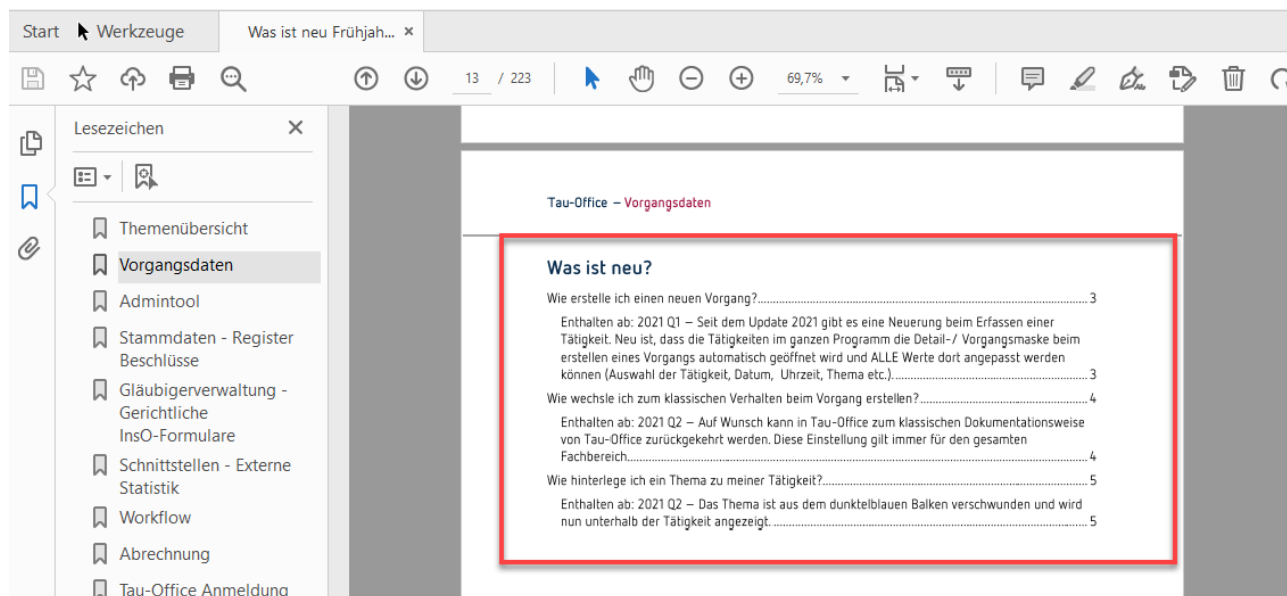 Start Werkzeuge Was ist neu Frühjah... ×
13 / 223 69,7%
Lesezeichen
Themenübersicht
Vorgangsdaten
Admintool
Stammdaten - Register
Beschlüsse
Gläubigerverwaltung -
Gerichtliche
InsO-Formulare
Schnittstellen - Externe
Statistik
Workflow
Abrechnung
Tau-Office Anmeldung
Tau-Office – Vorgangsdaten
Was ist neu?
Wie erstelle ich einen neuen Vorgang? 3
Enthalten ab: 2021 Q1 – Seit dem Update 2021 gibt es eine Neuerung beim Erfassen einer
Tätigkeit. Neu ist, dass die Tätigkeiten im ganzen Programm die Detail-/ Vorgangsmaske beim
erstellen eines Vorgangs automatisch geöffnet wird und ALLE Werte dort angepasst werden
können (Auswahl der Tätigkeit, Datum, Uhrzeit, Thema etc.). 3
Wie wechsle ich zum klassischen Verhalten beim Vorgang erstellen? 4
Enthalten ab: 2021 Q2 – Auf Wunsch kann in Tau-Office zum klassischen Dokumentationsweise
von Tau-Office zurückgekehrt werden. Diese Einstellung gilt immer für den gesamten
Fachbereich. 4
Wie hinterlege ich ein Thema zu meiner Tätigkeit? 5
Enthalten ab: 2021 Q2 – Das Thema ist aus dem dunktelblauen Balken verschwunden und wird
nun unterhalb der Tätigkeit angezeigt. 5